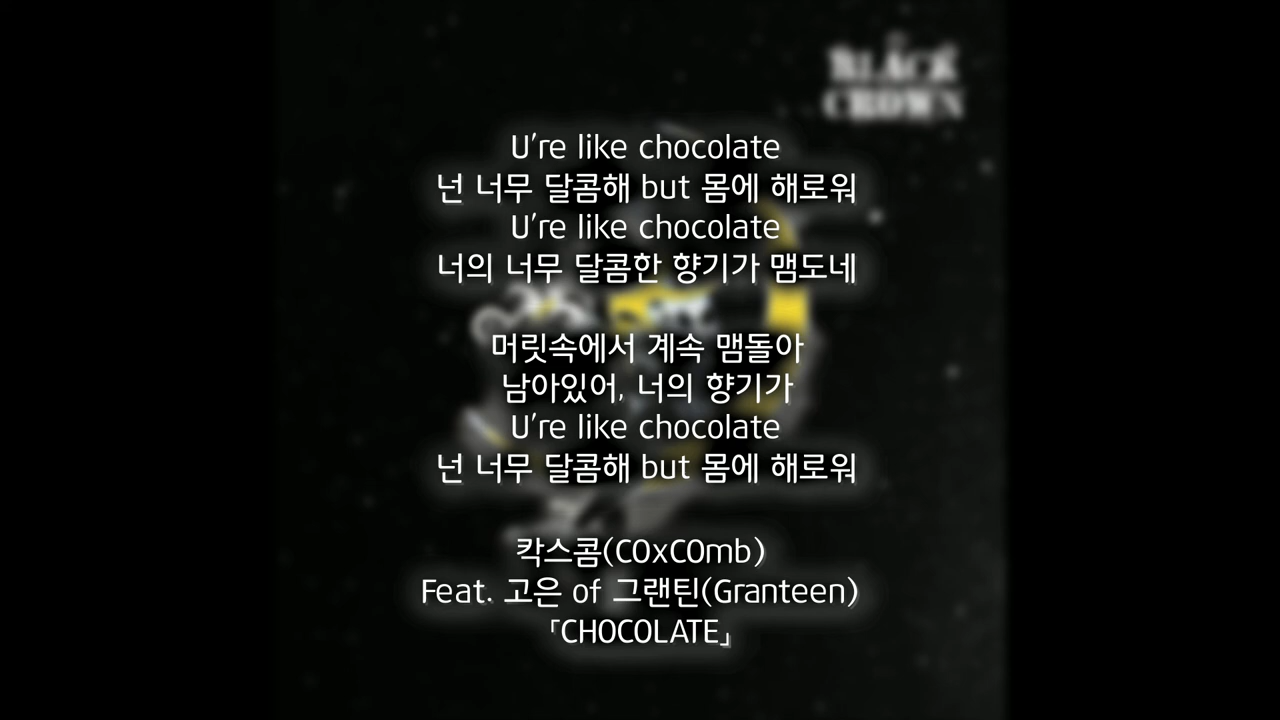 BLACK
CROWN
U're like chocolate
넌 너무 달콤해 but 몸에 해로워
U're like chocolate
너의 너무 달콤한 향기가 맴도네
머릿속에서 계속 맴돌아
남아있어, 너의 향기가
U're like chocolate
넌 너무 달콤해 but 몸에 해로워
칵스콤(COxCOmb)
Feat. 고은 of 그랜틴(Granteen)
「CHOCOLATE」